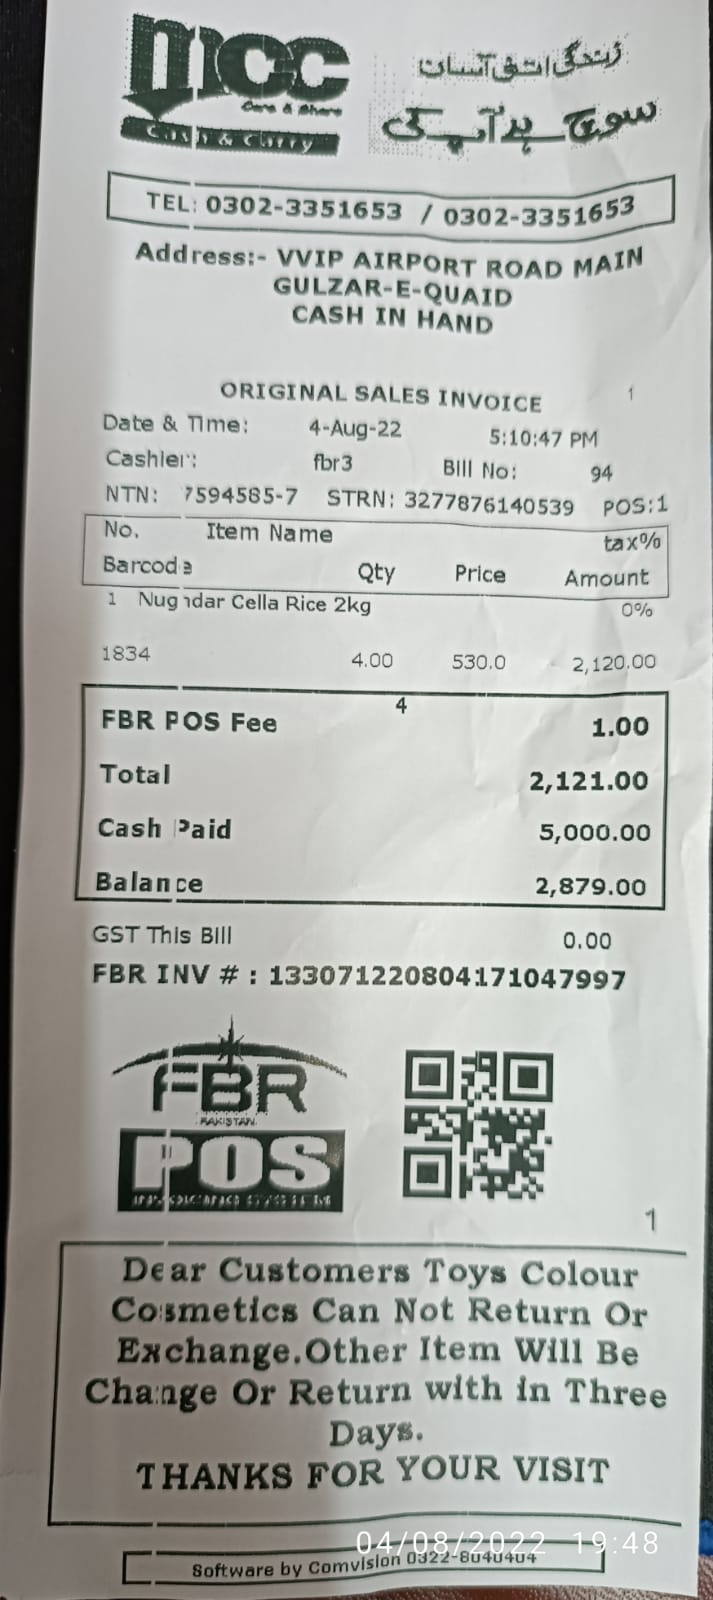 mcc
Care & Share
Cash & Carry
زندگی اتنی آسان
سوچ ہے آپ کی
TEL: 0302-3351653 / 0302-3351653
Address:- VVIP AIRPORT ROAD MAIN
GULZAR-E-QUAID
CASH IN HAND
ORIGINAL SALES INVOICE 1
Date & Time: 4-Aug-22 5:10:47 PM
Cashier: fbr3 Bill No: 94
NTN: 7594585-7 STRN: 3277876140539 POS:1
No. Item Name tax%
Barcode Qty Price Amount
1 Cella Rice 2kg 0%
1834 4.00 530.0 2,120.00
4
FBR POS Fee 1.00
Total 2,121.00
Cash Paid 5,000.00
Balance 2,879.00
GST This Bill 0.00
FBR INV # : 133071220804171047997
FBR
PAKISTAN
POS
INVOICING SYSTEM
1
Dear Customers Toys Colour
Cosmetics Can Not Return Or
Exchange.Other Item Will Be
Change Or Return with in Three
Days.
THANKS FOR YOUR VISIT
04/08/2022 19:48
Software by Comvision 0322-8040404